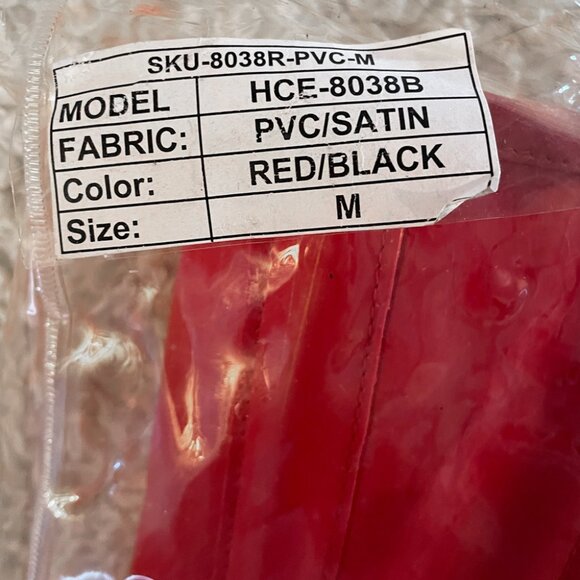 SKU-8038R-PVC-M
MODEL HCE-8038B
FABRIC: PVC/SATIN
Color: RED/BLACK
Size: M